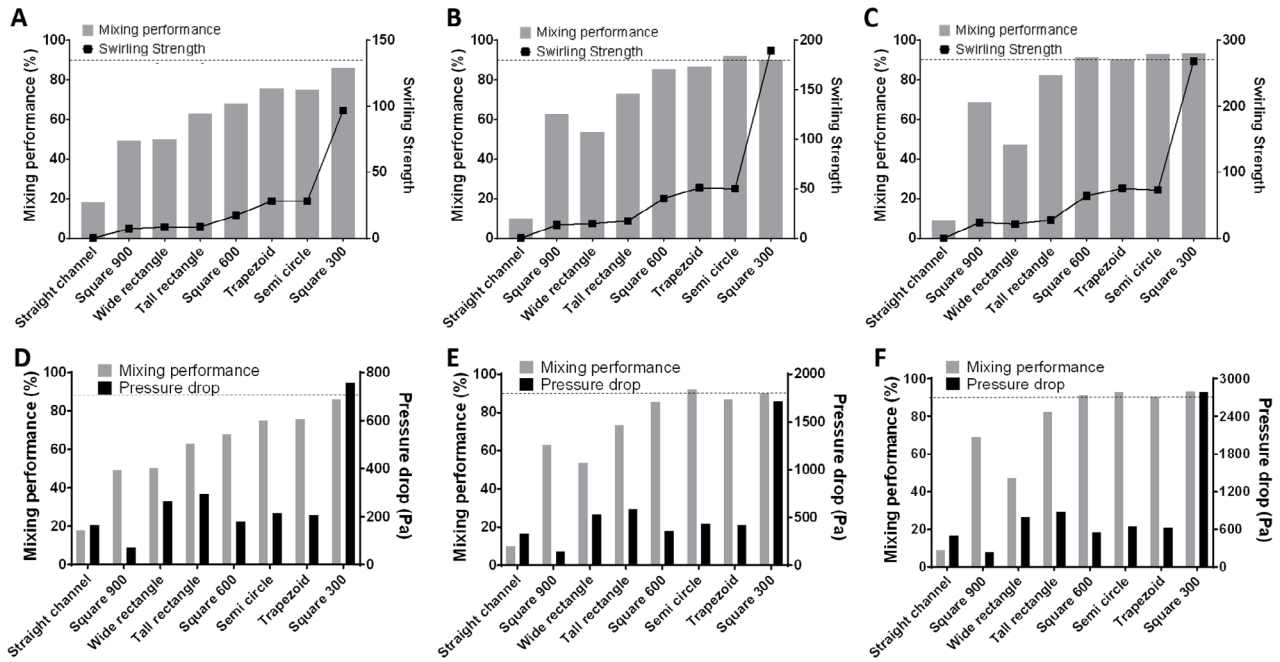 A
Mixing performance
Swirling Strength
Mixing performance (%)
100
80
60
40
20
0
150
100
50
0
Swirling Strength
Straight channel
Square 900
Wide rectangle
Tall rectangle
Square 600
Trapezoid
Semi circle
Square 300
B
Mixing performance
Swirling Strength
Mixing performance (%)
100
80
60
40
20
0
200
150
100
50
0
Swirling Strength
Straight channel
Square 900
Wide rectangle
Tall rectangle
Square 600
Trapezoid
Semi circle
Square 300
C
Mixing performance
Swirling Strength
Mixing performance (%)
100
80
60
40
20
0
300
200
100
0
Swirling Strength
Straight channel
Square 900
Wide rectangle
Tall rectangle
Square 600
Trapezoid
Semi circle
Square 300
D
Mixing performance
Pressure drop
Mixing performance (%)
100
80
60
40
20
0
800
600
400
200
0
Pressure drop (Pa)
Straight channel
Square 900
Wide rectangle
Tall rectangle
Square 600
Semi circle
Trapezoid
Square 300
E
Mixing performance
Pressure drop
Mixing performance (%)
100
80
60
40
20
0
2000
1500
1000
500
0
Pressure drop (Pa)
Straight channel
Square 900
Wide rectangle
Tall rectangle
Square 600
Semi circle
Trapezoid
Square 300
F
Mixing performance
Pressure drop
Mixing performance (%)
100
80
60
40
20
0
3000
2400
1800
1200
600
0
Pressure drop (Pa)
Straight channel
Square 900
Wide rectangle
Tall rectangle
Square 600
Semi circle
Trapezoid
Square 300